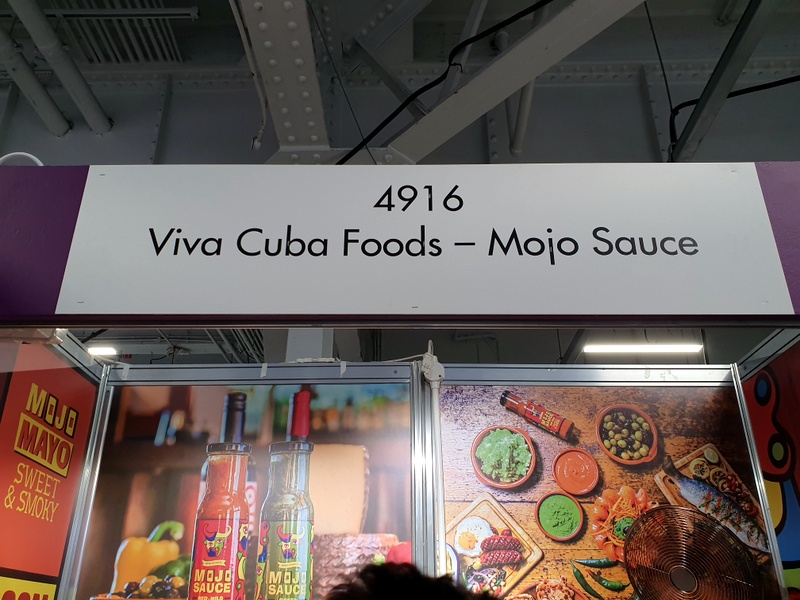 4916
Viva Cuba Foods – Mojo Sauce
MOJO
MAYO
SWEET
& SMOKY
MOJO
SAUCE
MOJO
SAUCE